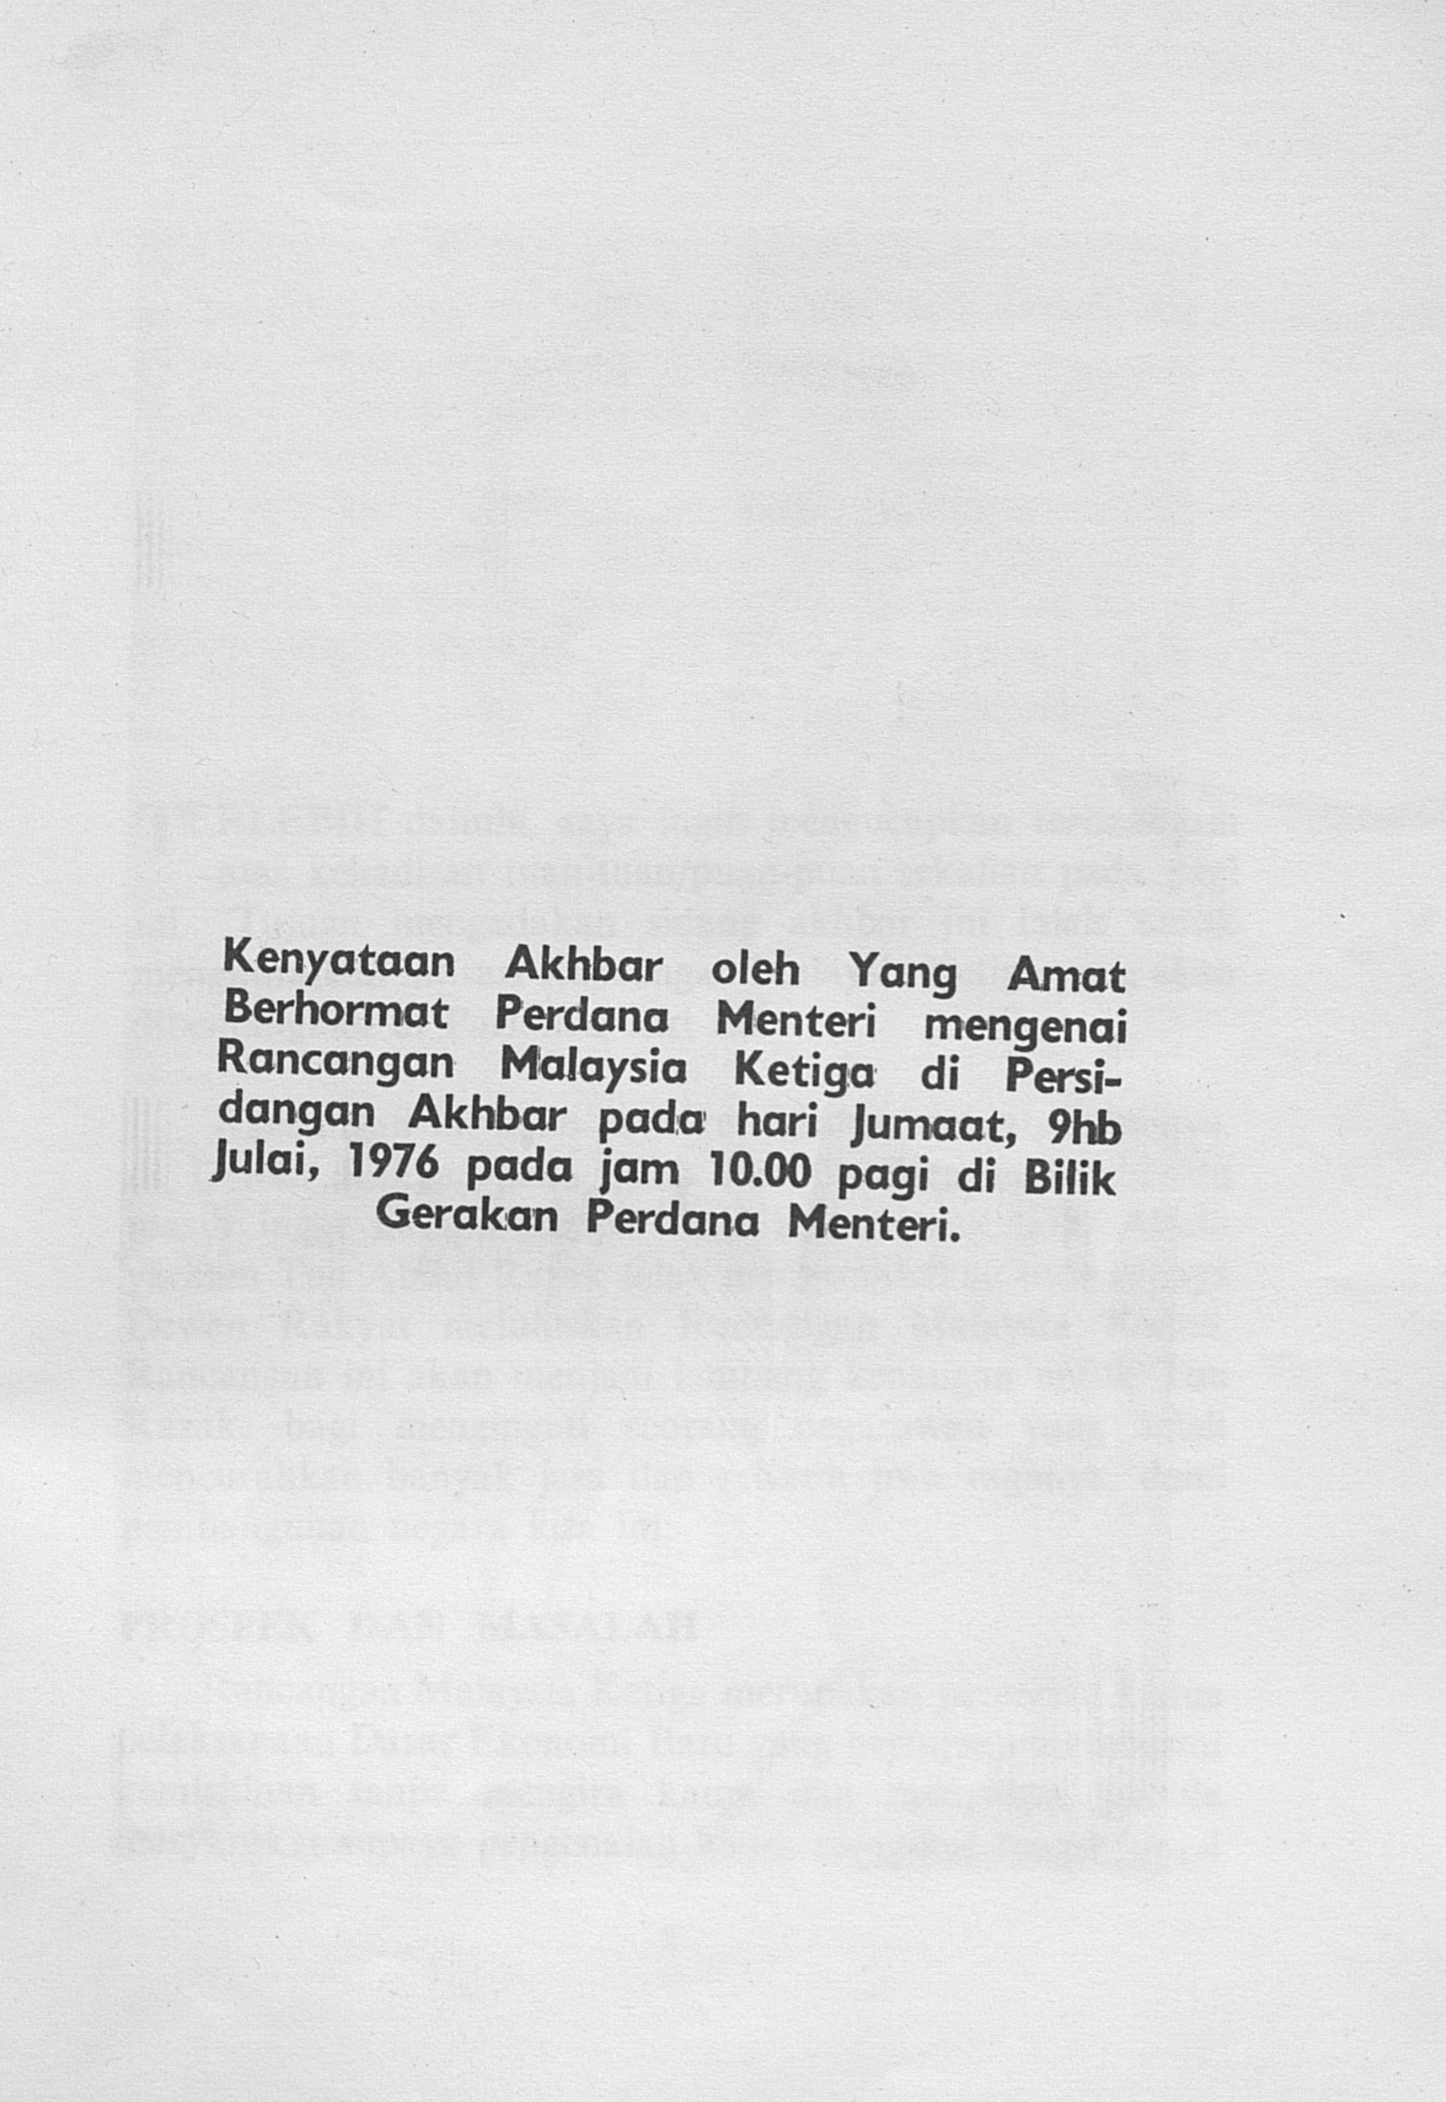 Kenyataan Akhbar oleh Yang Amat
Berhormat Perdana Menteri mengenai
Rancangan Malaysia Ketiga di Persi-
dangan Akhbar pada hari Jumaat, 9hb
Julai, 1976 pada jam 10.00 pagi di Bilik
Gerakan Perdana Menteri.